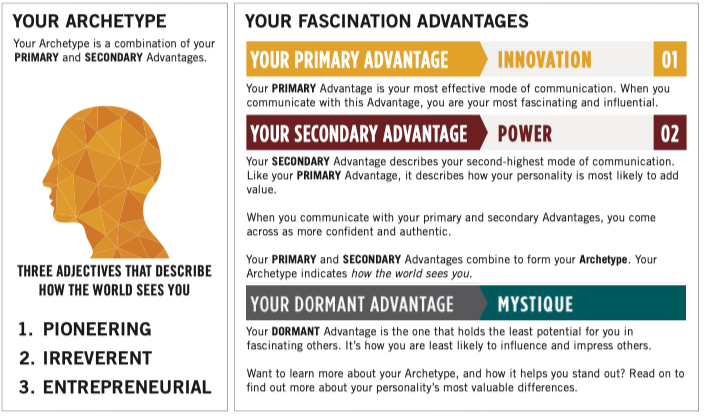 YOUR ARCHETYPE
Your Archetype is a combination of your
PRIMARY and SECONDARY Advantages.
THREE ADJECTIVES THAT DESCRIBE
HOW THE WORLD SEES YOU
1. PIONEERING
2. IRREVERENT
3. ENTREPRENEURIAL
YOUR FASCINATION ADVANTAGES
YOUR PRIMARY ADVANTAGE INNOVATION 01
Your PRIMARY Advantage is your most effective mode of communication. When you
communicate with this Advantage, you are your most fascinating and influential.
YOUR SECONDARY ADVANTAGE POWER 02
Your SECONDARY Advantage describes your second-highest mode of communication.
Like your PRIMARY Advantage, it describes how your personality is most likely to add
value.
When you communicate with your primary and secondary Advantages, you come
across as more confident and authentic.
Your PRIMARY and SECONDARY Advantages combine to form your Archetype. Your
Archetype indicates how the world sees you.
YOUR DORMANT ADVANTAGE MYSTIQUE
Your DORMANT Advantage is the one that holds the least potential for you in
fascinating others. It's how you are least likely to influence and impress others.
Want to learn more about your Archetype, and how it helps you stand out? Read on to
find out more about your personality's most valuable differences.